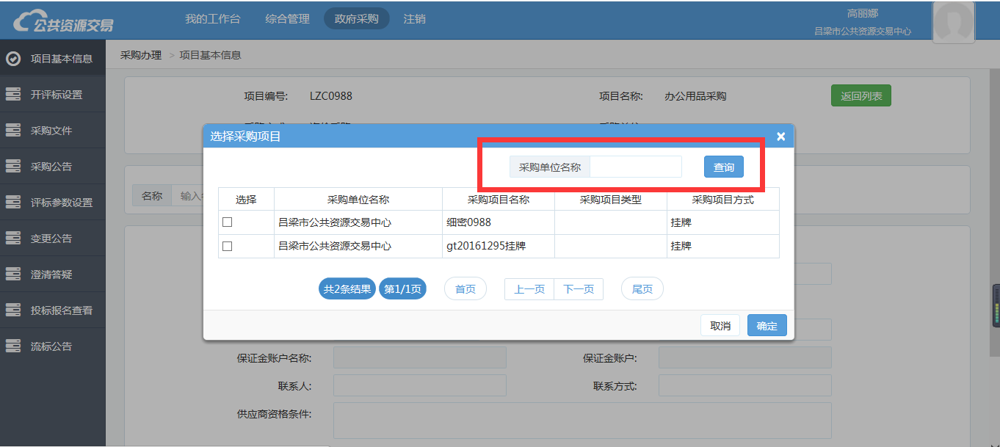 公共资源交易
我的工作台 综合管理 政府采购 注销
高丽娜
吕梁市公共资源交易中心
项目基本信息
开评标设置
采购文件
采购公告
评标参数设置
变更公告
澄清答疑
投标报名查看
流标公告
采购办理 > 项目基本信息
项目编号: LZC0988 项目名称: 办公用品采购 返回列表
名称 输入
选择采购项目 ×
采购单位名称 查询
选择 采购单位名称 采购项目名称 采购项目类型 采购项目方式
吕梁市公共资源交易中心 细密0988 挂牌
吕梁市公共资源交易中心 gt20161295挂牌 挂牌
共2条结果 第1/1页 首页 上一页 下一页 尾页
取消 确定
保证金账户名称: 保证金账户:
联系人: 联系方式:
供应商资格条件: